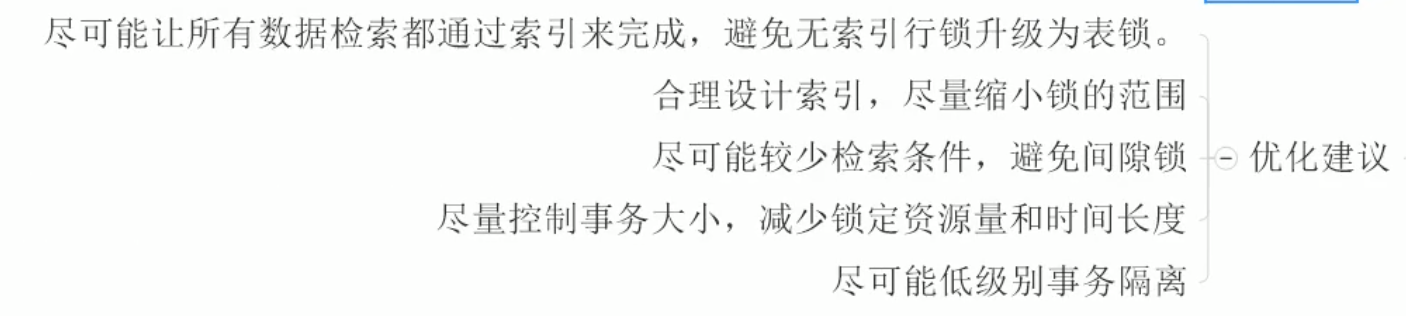 尽可能让所有数据检索都通过索引来完成，避免无索引行锁升级为表锁。
合理设计索引，尽量缩小锁的范围
尽可能较少检索条件，避免间隙锁
优化建议
尽量控制事务大小，减少锁定资源量和时间长度
尽可能低级别事务隔离